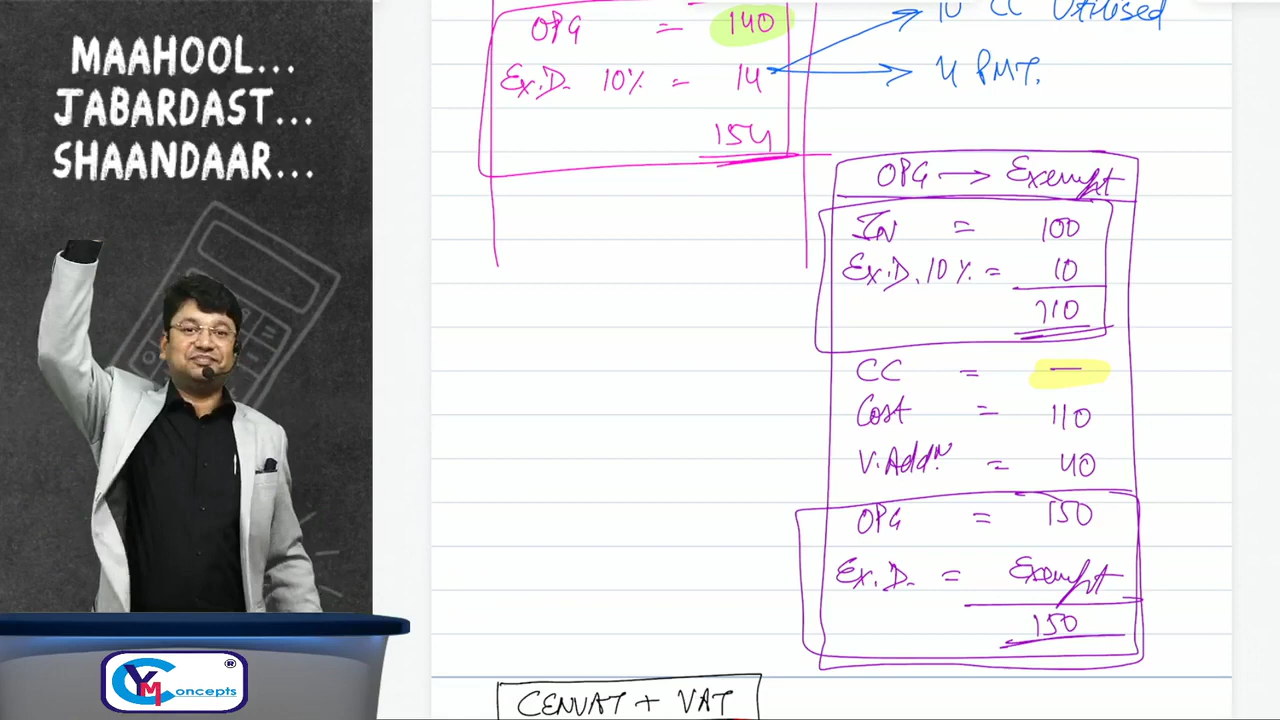 MAAHOOL...
JABARDAST...
SHAANDAAR...
YM Concepts ®
OPG = 140
Ex.D. 10% = 14
154
10 CC Utilised
4 PMT.
OPG → Exempt
IN = 100
Ex.D. 10% = 10
110
CC = —
Cost = 110
V.Addn = 40
OPG = 150
Ex.D. = Exempt
150
CENVAT + VAT